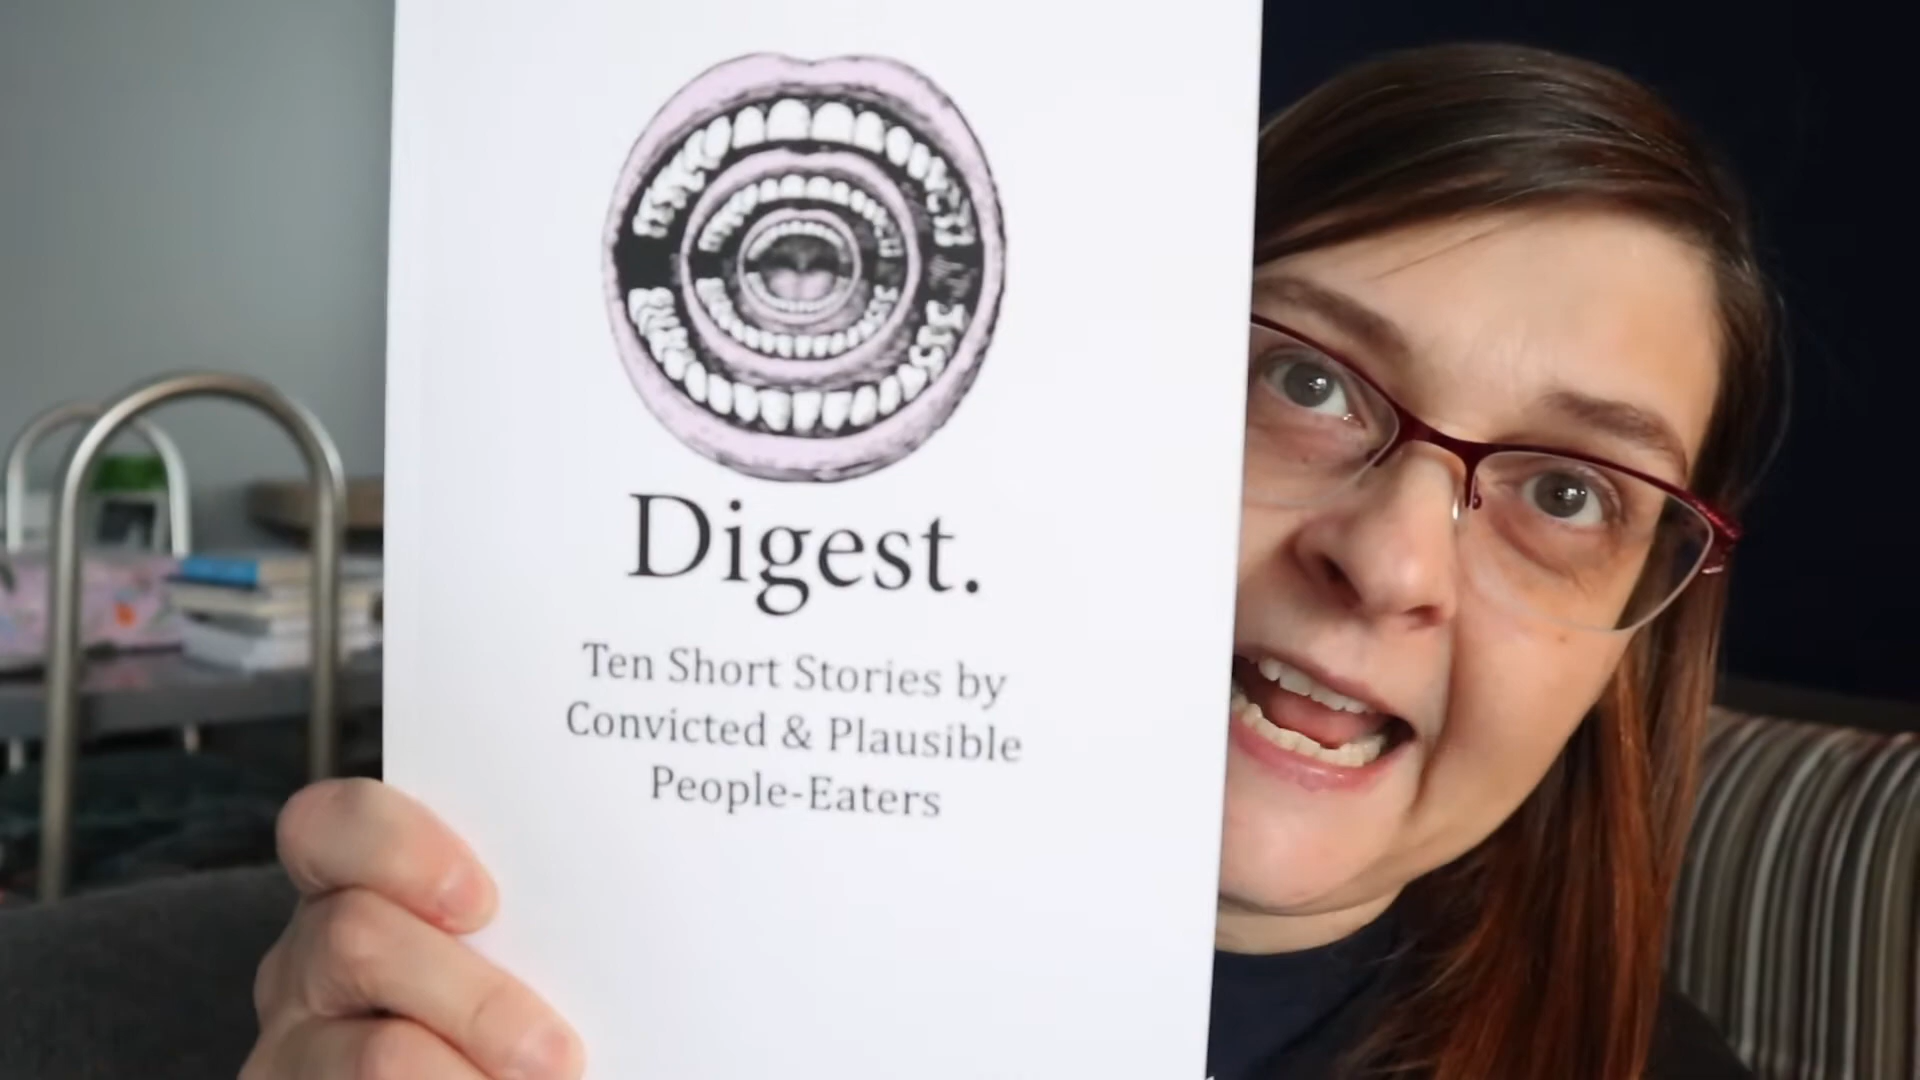 Digest.
Ten Short Stories by
Convicted & Plausible
People-Eaters